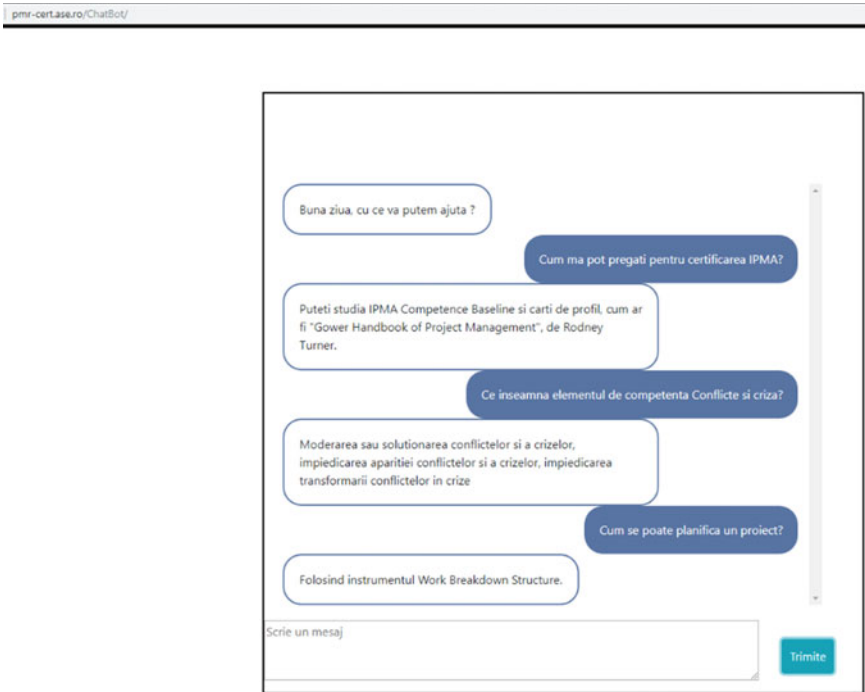 pmr-cert.ase.ro/ChatBot/
Buna ziua, cu ce va putem ajuta ?
Cum ma pot pregati pentru certificarea IPMA?
Puteti studia IPMA Competence Baseline si carti de profil, cum ar
fi "Gower Handbook of Project Management", de Rodney
Turner.
Ce inseamna elementul de competenta Conflicte si criza?
Moderarea sau solutionarea conflictelor si a crizelor,
impiedicarea aparitiei conflictelor si a crizelor, impiedicarea
transformarii conflictelor in crize
Cum se poate planifica un proiect?
Folosind instrumentul Work Breakdown Structure.
Scrie un mesaj
Trimite